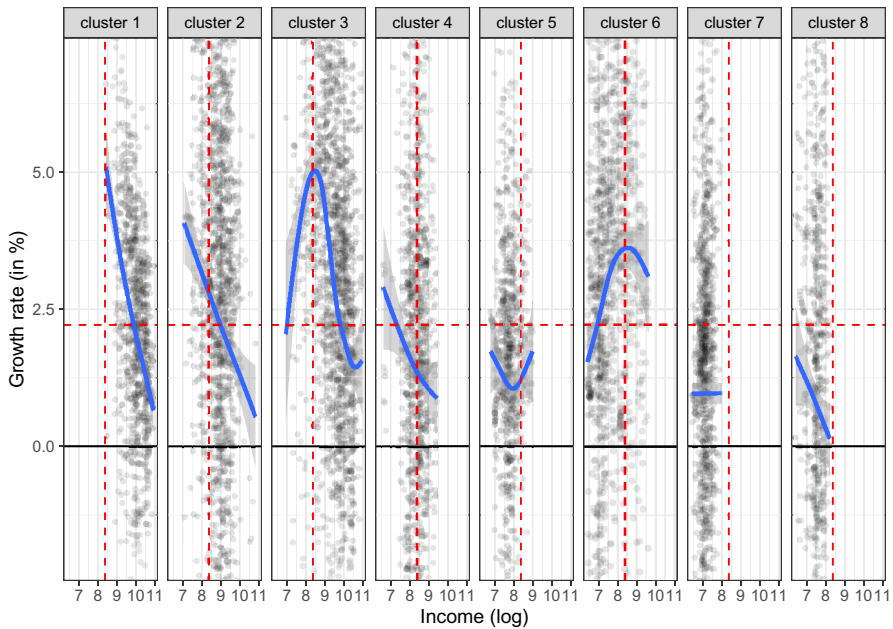 cluster 1 cluster 2 cluster 3 cluster 4 cluster 5 cluster 6 cluster 7 cluster 8
5.0
2.5
0.0
Growth rate (in %)
7 8 9 10 11 7 8 9 10 11 7 8 9 10 11 7 8 9 10 11 7 8 9 10 11 7 8 9 10 11 7 8 9 10 11 7 8 9 10 11
Income (log)